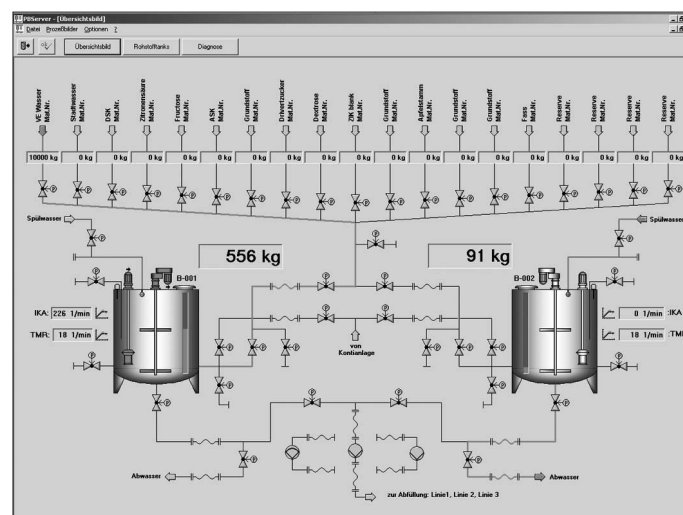 PBServer - [Übersichtsbild]
Datei Prozeßbilder Optionen ?
Übersichtsbild Rohstofftanks Diagnose
VE Wasser Mat.Nr.
Stadtwasser Mat.Nr.
DSK Mat.Nr.
Zitronensäure Mat.Nr.
Fructose Mat.Nr.
ASK Mat.Nr.
Grundstoff Mat.Nr.
Mat.Nr.
Dextrose Mat.Nr.
ZIK blank Mat.Nr.
Grundstoff Mat.Nr.
Apfelstamm Mat.Nr.
Grundstoff Mat.Nr.
Grundstoff Mat.Nr.
Fass Mat.Nr.
Reserve Mat.Nr.
Reserve Mat.Nr.
Reserve Mat.Nr.
Reserve Mat.Nr.
10000 kg 0 kg 0 kg 0 kg 0 kg 0 kg 0 kg 0 kg 0 kg 0 kg 0 kg 0 kg 0 kg 0 kg 0 kg 0 kg 0 kg 0 kg 0 kg
Spülwasser Spülwasser
556 kg 91 kg
B-001 B-002
IKA: 226 1/min 0 1/min :IKA
TMR: 18 1/min 18 1/min :TMR
von
Kontianlage
Abwasser Abwasser
zur Abfüllung: Linie1, Linie 2, Linie 3